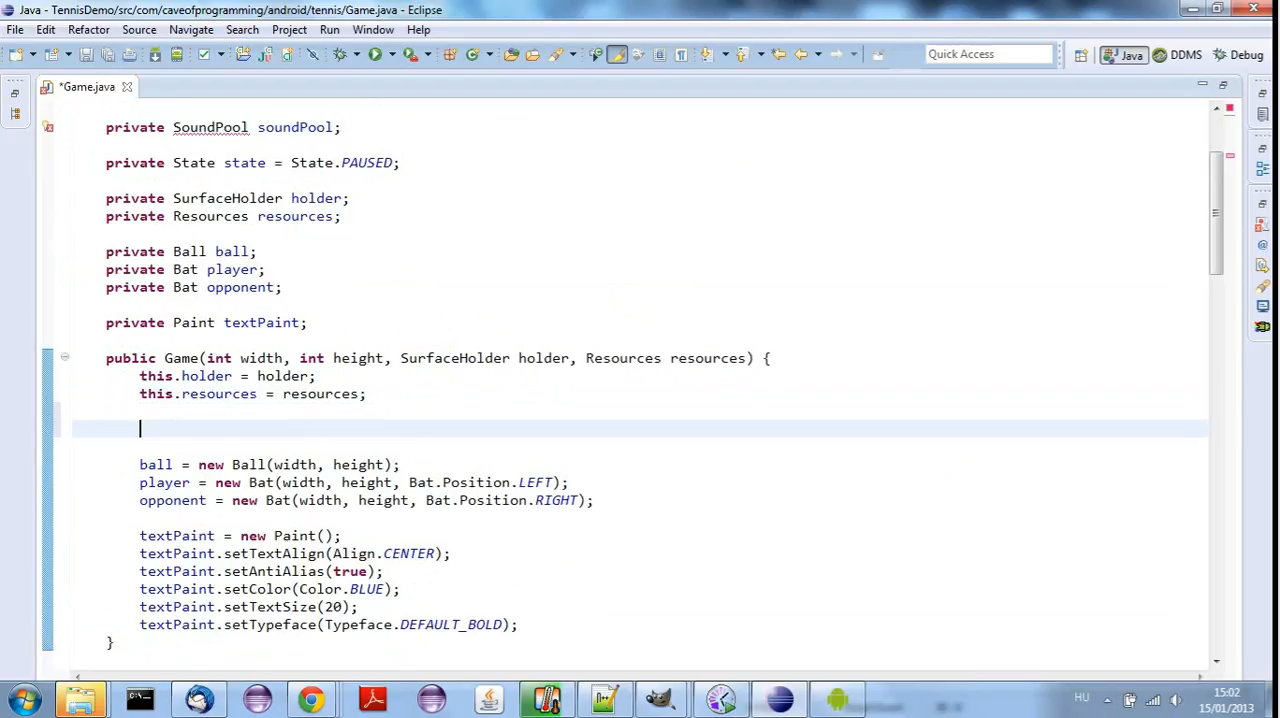 Java - TennisDemo/src/com/caveofprogramming/android/tennis/Game.java - Eclipse
File Edit Refactor Source Navigate Search Project Run Window Help
Quick Access Java DDMS Debug
*Game.java
private SoundPool soundPool;
private State state = State.PAUSED;
private SurfaceHolder holder;
private Resources resources;
private Ball ball;
private Bat player;
private Bat opponent;
private Paint textPaint;
public Game(int width, int height, SurfaceHolder holder, Resources resources) {
this.holder = holder;
this.resources = resources;
ball = new Ball(width, height);
player = new Bat(width, height, Bat.Position.LEFT);
opponent = new Bat(width, height, Bat.Position.RIGHT);
textPaint = new Paint();
textPaint.setTextAlign(Align.CENTER);
textPaint.setAntiAlias(true);
textPaint.setColor(Color.BLUE);
textPaint.setTextSize(20);
textPaint.setTypeface(Typeface.DEFAULT_BOLD);
}
HU
15:02
15/01/2013